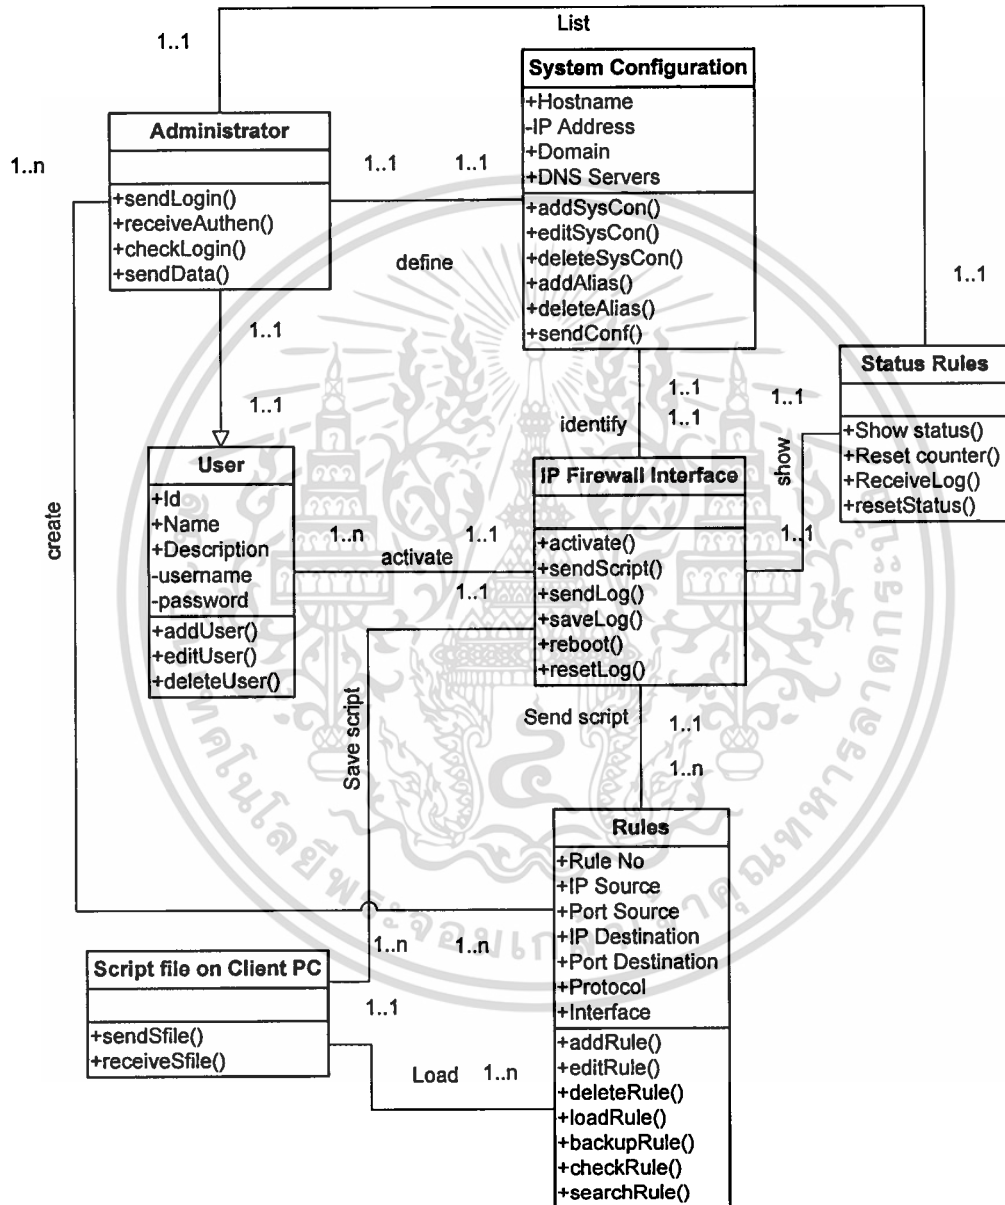 List
1..1
System Configuration
+Hostname
-IP Address
+Domain
+DNS Servers
+addSysCon()
+editSysCon()
+deleteSysCon()
+addAlias()
+deleteAlias()
+sendConf()
Administrator
+sendLogin()
+receiveAuthen()
+checkLogin()
+sendData()
1..n
1..1
1..1
define
1..1
1..1
1..1
Status Rules
+Show status()
+Reset counter()
+ReceiveLog()
+resetStatus()
1..1
1..1
identify
1..1
show
1..1
User
+Id
+Name
+Description
-username
-password
+addUser()
+editUser()
+deleteUser()
create
1..n
1..1
activate
1..1
IP Firewall Interface
+activate()
+sendScript()
+sendLog()
+saveLog()
+reboot()
+resetLog()
Save script
Send script
1..1
1..n
Rules
+Rule No
+IP Source
+Port Source
+IP Destination
+Port Destination
+Protocol
+Interface
+addRule()
+editRule()
+deleteRule()
+loadRule()
+backupRule()
+checkRule()
+searchRule()
1..n
1..n
Script file on Client PC
+sendSfile()
+receiveSfile()
1..1
Load
1..n